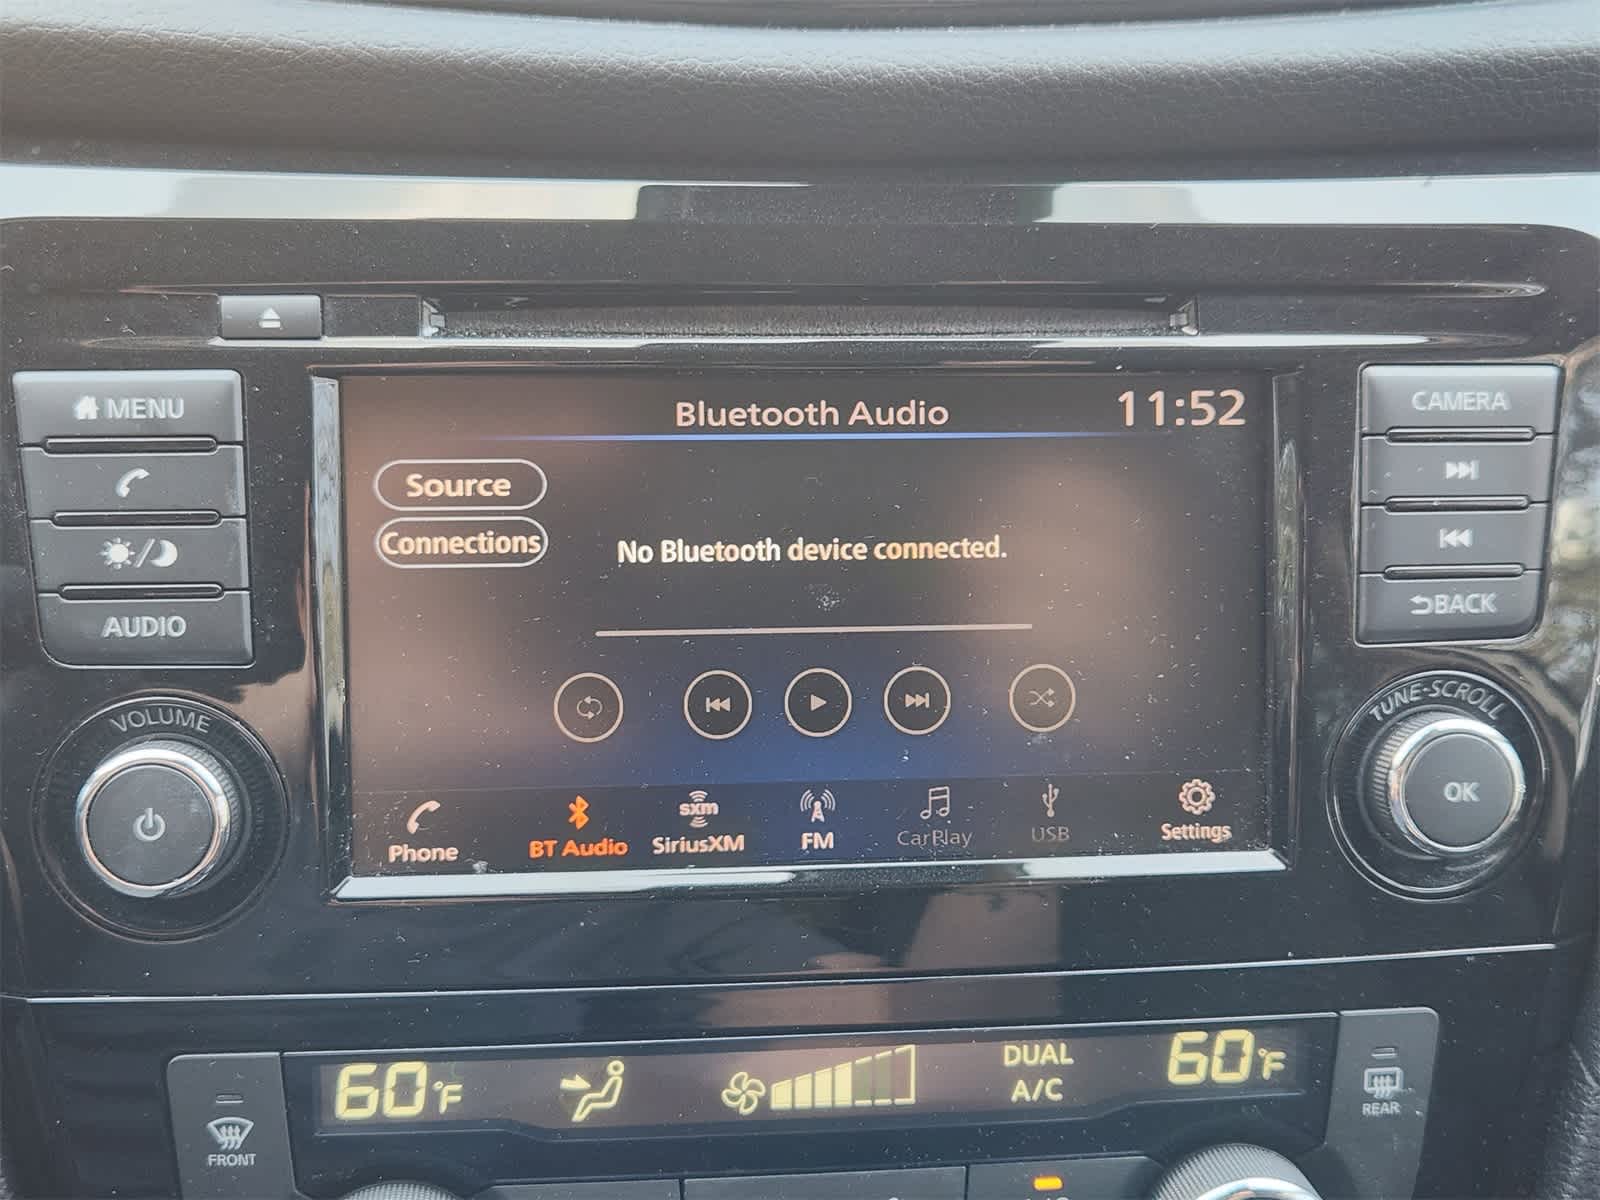 Bluetooth Audio
11:52
MENU
CAMERA
Source
Connections
No Bluetooth device connected.
AUDIO
BACK
VOLUME
TUNE-SCROLL
OK
sxm
Phone
BT Audio
SiriusXM
FM
CarPlay
USB
Settings
60°F
DUAL
A/C
60°F
FRONT
REAR